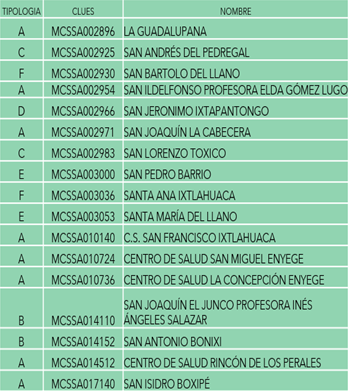 TIPOLOGIA CLUES NOMBRE
A MCSSA002896 LA GUADALUPANA
C MCSSA002925 SAN ANDRÉS DEL PEDREGAL
F MCSSA002930 SAN BARTOLO DEL LLANO
A MCSSA002954 SAN ILDELFONSO PROFESORA ELDA GÓMEZ LUGO
D MCSSA002966 SAN JERONIMO IXTAPANTONGO
A MCSSA002971 SAN JOAQUÍN LA CABECERA
C MCSSA002983 SAN LORENZO TOXICO
E MCSSA003000 SAN PEDRO BARRIO
F MCSSA003036 SANTA ANA IXTLAHUACA
E MCSSA003053 SANTA MARÍA DEL LLANO
A MCSSA010140 C.S. SAN FRANCISCO IXTLAHUACA
A MCSSA010724 CENTRO DE SALUD SAN MIGUEL ENYEGE
A MCSSA010736 CENTRO DE SALUD LA CONCEPCIÓN ENYEGE
SAN JOAQUÍN EL JUNCO PROFESORA INÉS
B MCSSA014110 ÁNGELES SALAZAR
B MCSSA014152 SAN ANTONIO BONIXI
A MCSSA014512 CENTRO DE SALUD RINCÓN DE LOS PERALES
A MCSSA017140 SAN ISIDRO BOXIPÉ